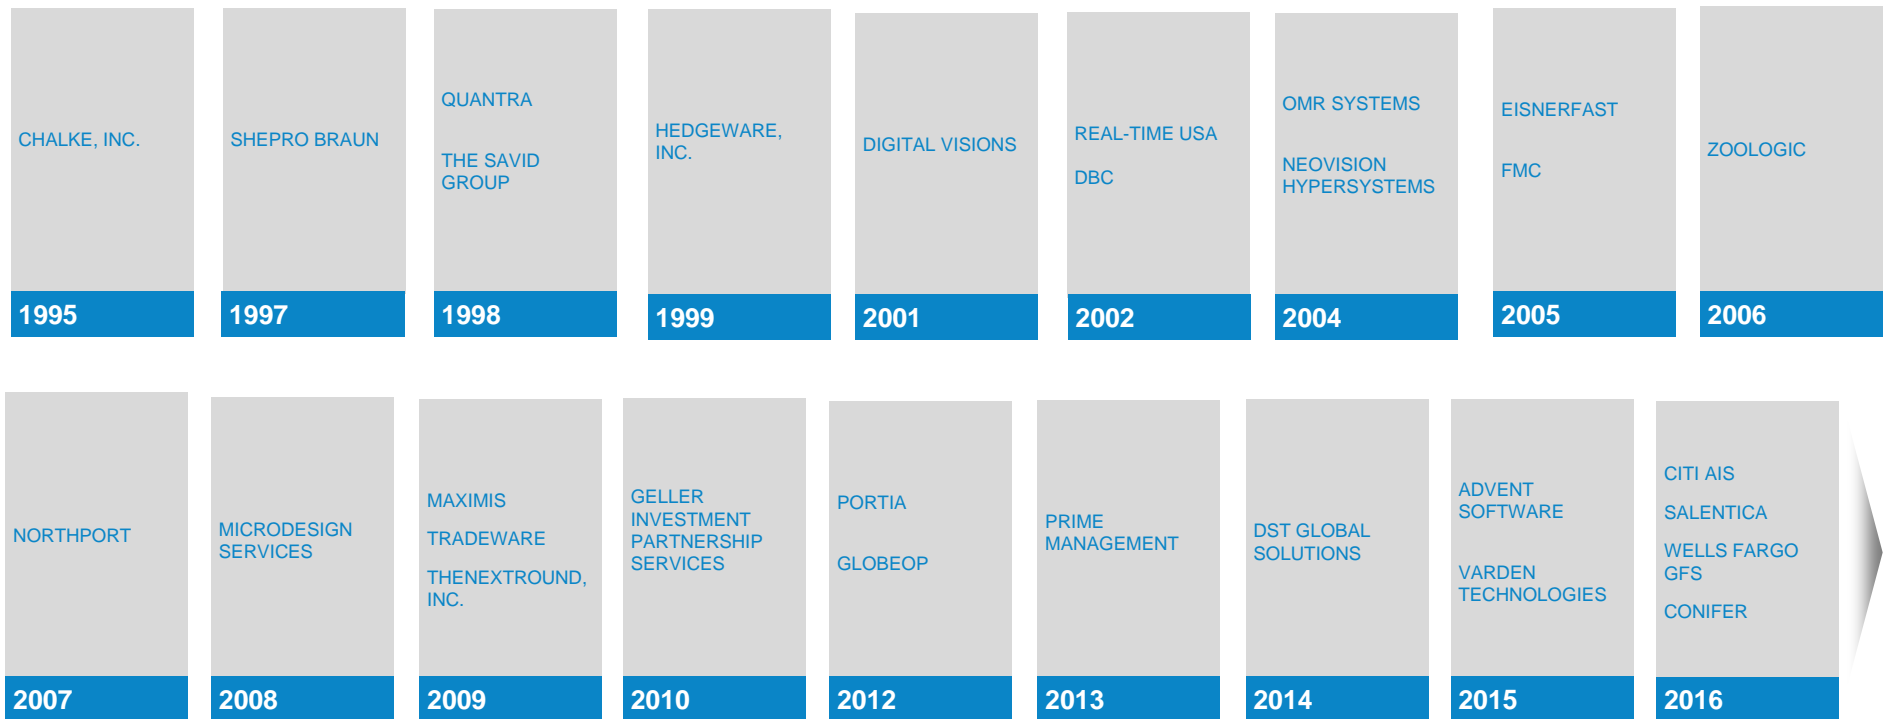 CHALKE, INC.
1995
SHEPRO BRAUN
1997
QUANTRA
THE SAVID
GROUP
1998
HEDGEWARE,
INC.
1999
DIGITAL VISIONS
2001
REAL-TIME USA
DBC
2002
OMR SYSTEMS
NEOVISION
HYPERSYSTEMS
2004
EISNERFAST
FMC
2005
ZOOLOGIC
2006
NORTHPORT
2007
MICRODESIGN
SERVICES
2008
MAXIMIS
TRADEWARE
THENEXTROUND,
INC.
2009
GELLER
INVESTMENT
PARTNERSHIP
SERVICES
2010
PORTIA
GLOBEOP
2012
PRIME
MANAGEMENT
2013
DST GLOBAL
SOLUTIONS
2014
ADVENT
SOFTWARE
VARDEN
TECHNOLOGIES
2015
CITI AIS
SALENTICA
WELLS FARGO
GFS
CONIFER
2016